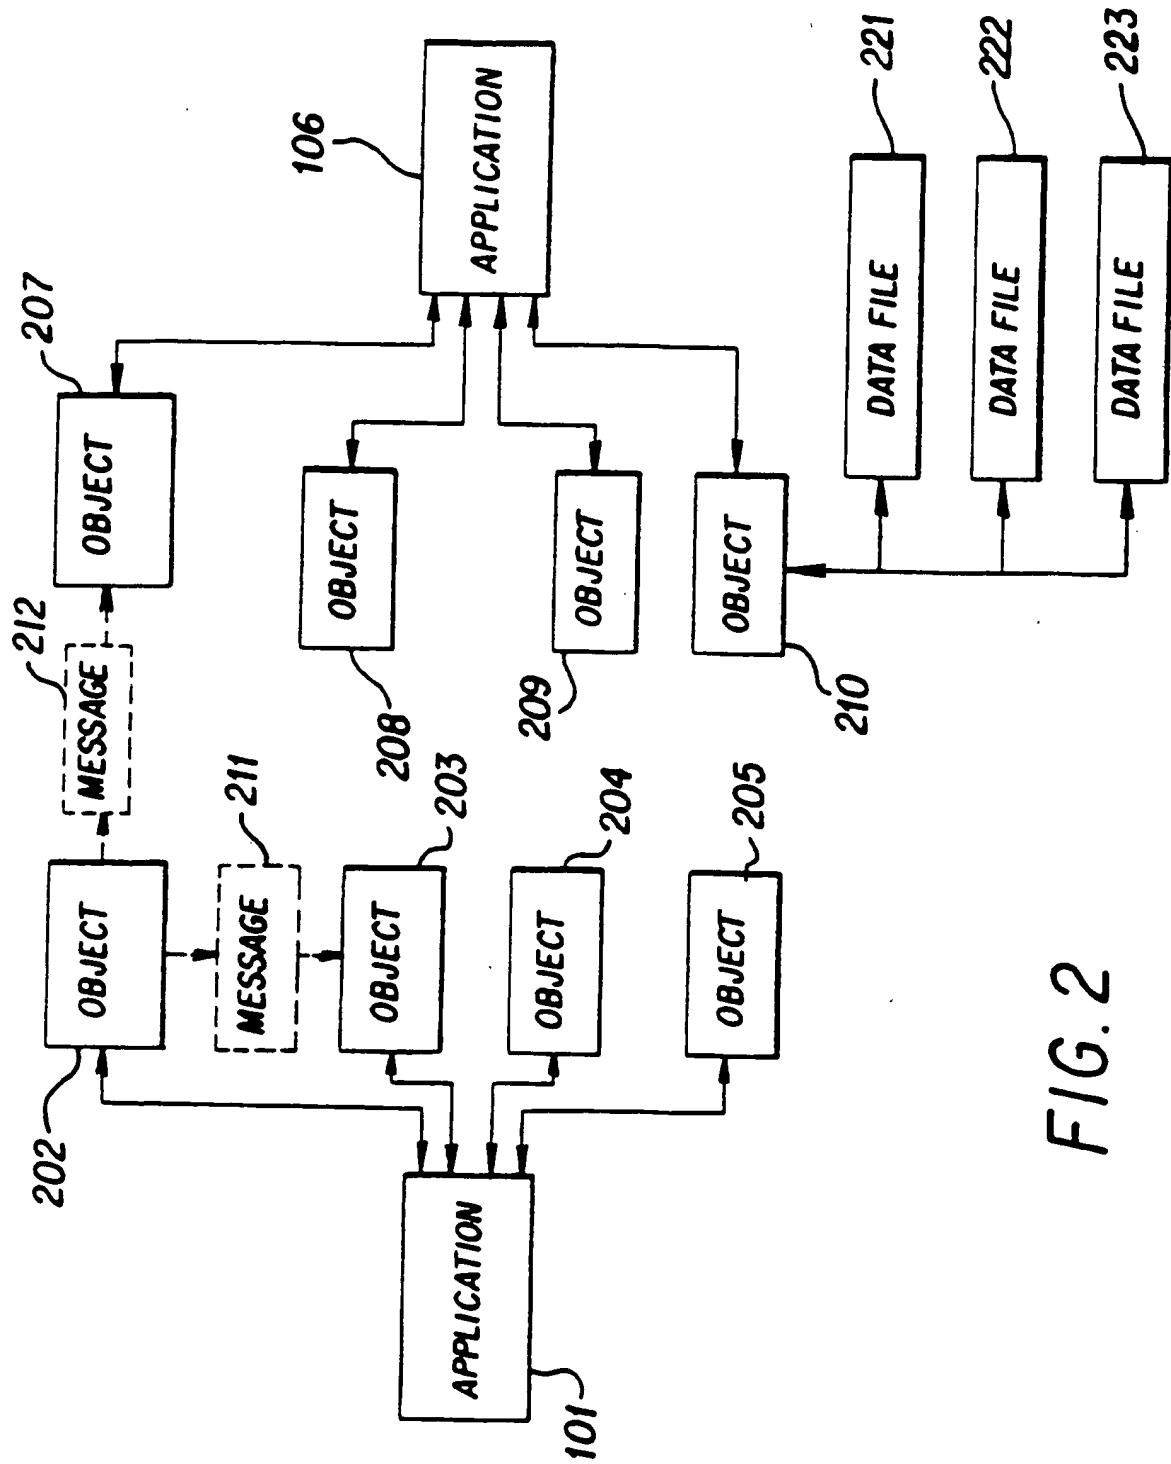 202
OBJECT
212
MESSAGE
207
OBJECT
211
MESSAGE
203
OBJECT
208
OBJECT
106
APPLICATION
101
APPLICATION
204
OBJECT
209
OBJECT
205
OBJECT
210
OBJECT
221
DATA FILE
222
DATA FILE
223
DATA FILE
FIG. 2